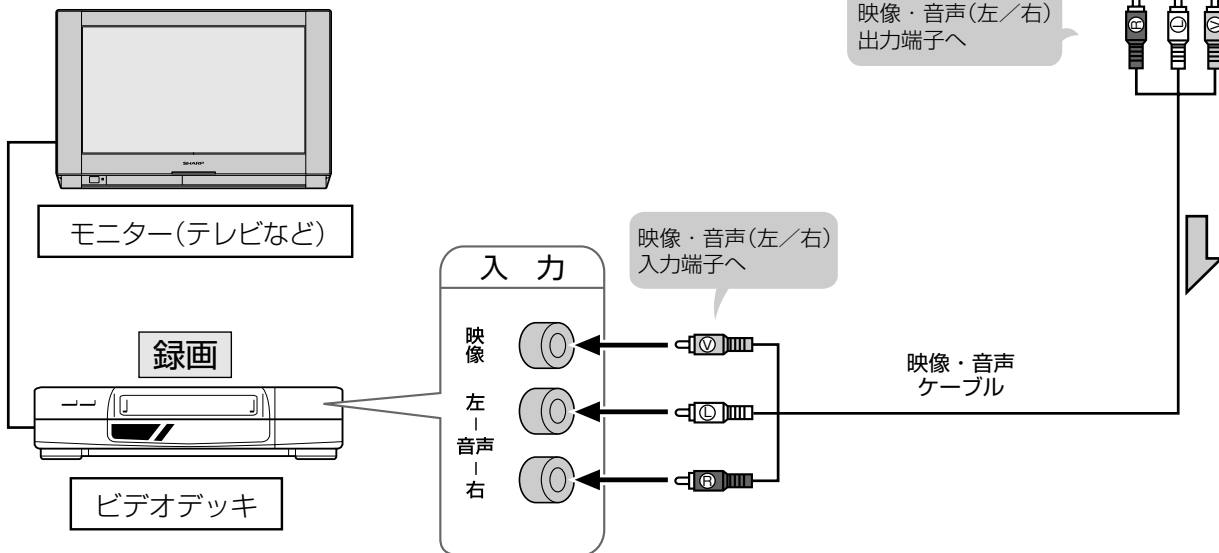 映像・音声(左／右)
出力端子へ
R
L
V
SHARP
モニター(テレビなど)
映像・音声(左／右)
入力端子へ
入 力
録画
映像
V
映像・音声
ケーブル
左－音声－右
L
R
ビデオデッキ